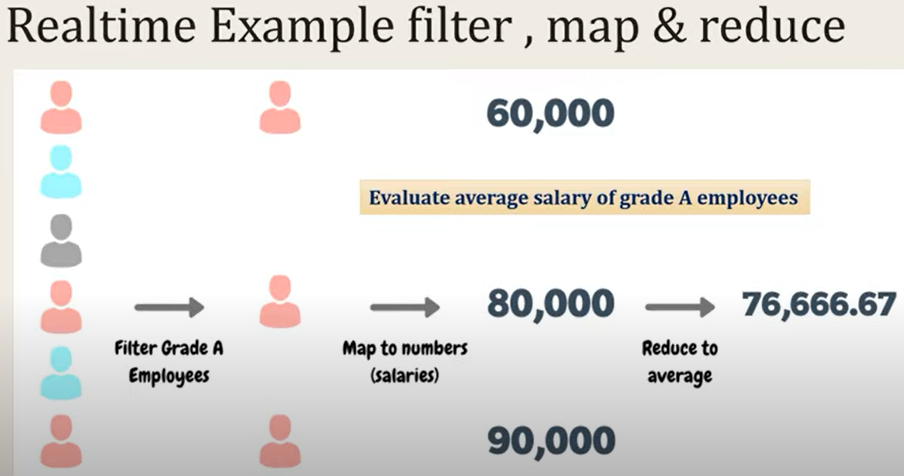 Realtime Example filter , map & reduce
60,000
Evaluate average salary of grade A employees
80,000
76,666.67
Filter Grade A
Employees
Map to numbers
(salaries)
Reduce to
average
90,000